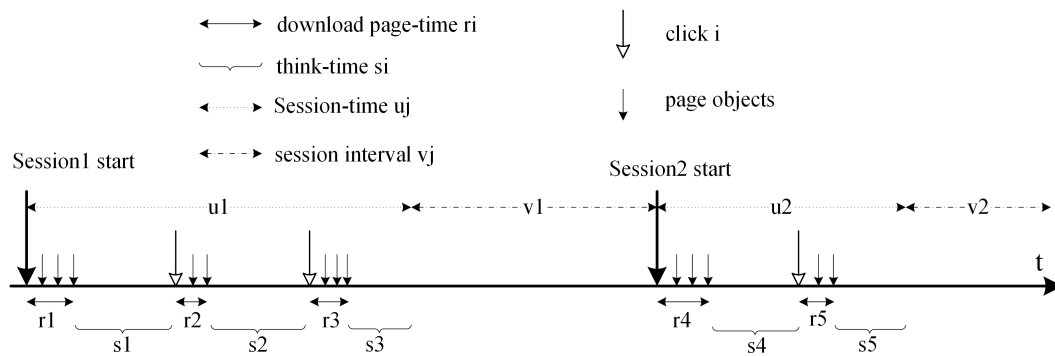 download page-time ri
click i
think-time si
Session-time uj
page objects
session interval vj
Session1 start
Session2 start
u1
v1
u2
v2
t
r1
r2
r3
r4
r5
s1
s2
s3
s4
s5